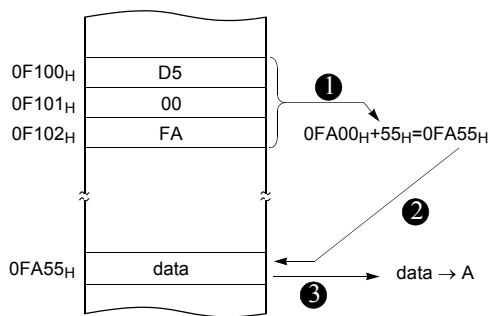 0F100H D5
0F101H 00
0F102H FA
1
0FA00H+55H=0FA55H
2
0FA55H data
3
data → A